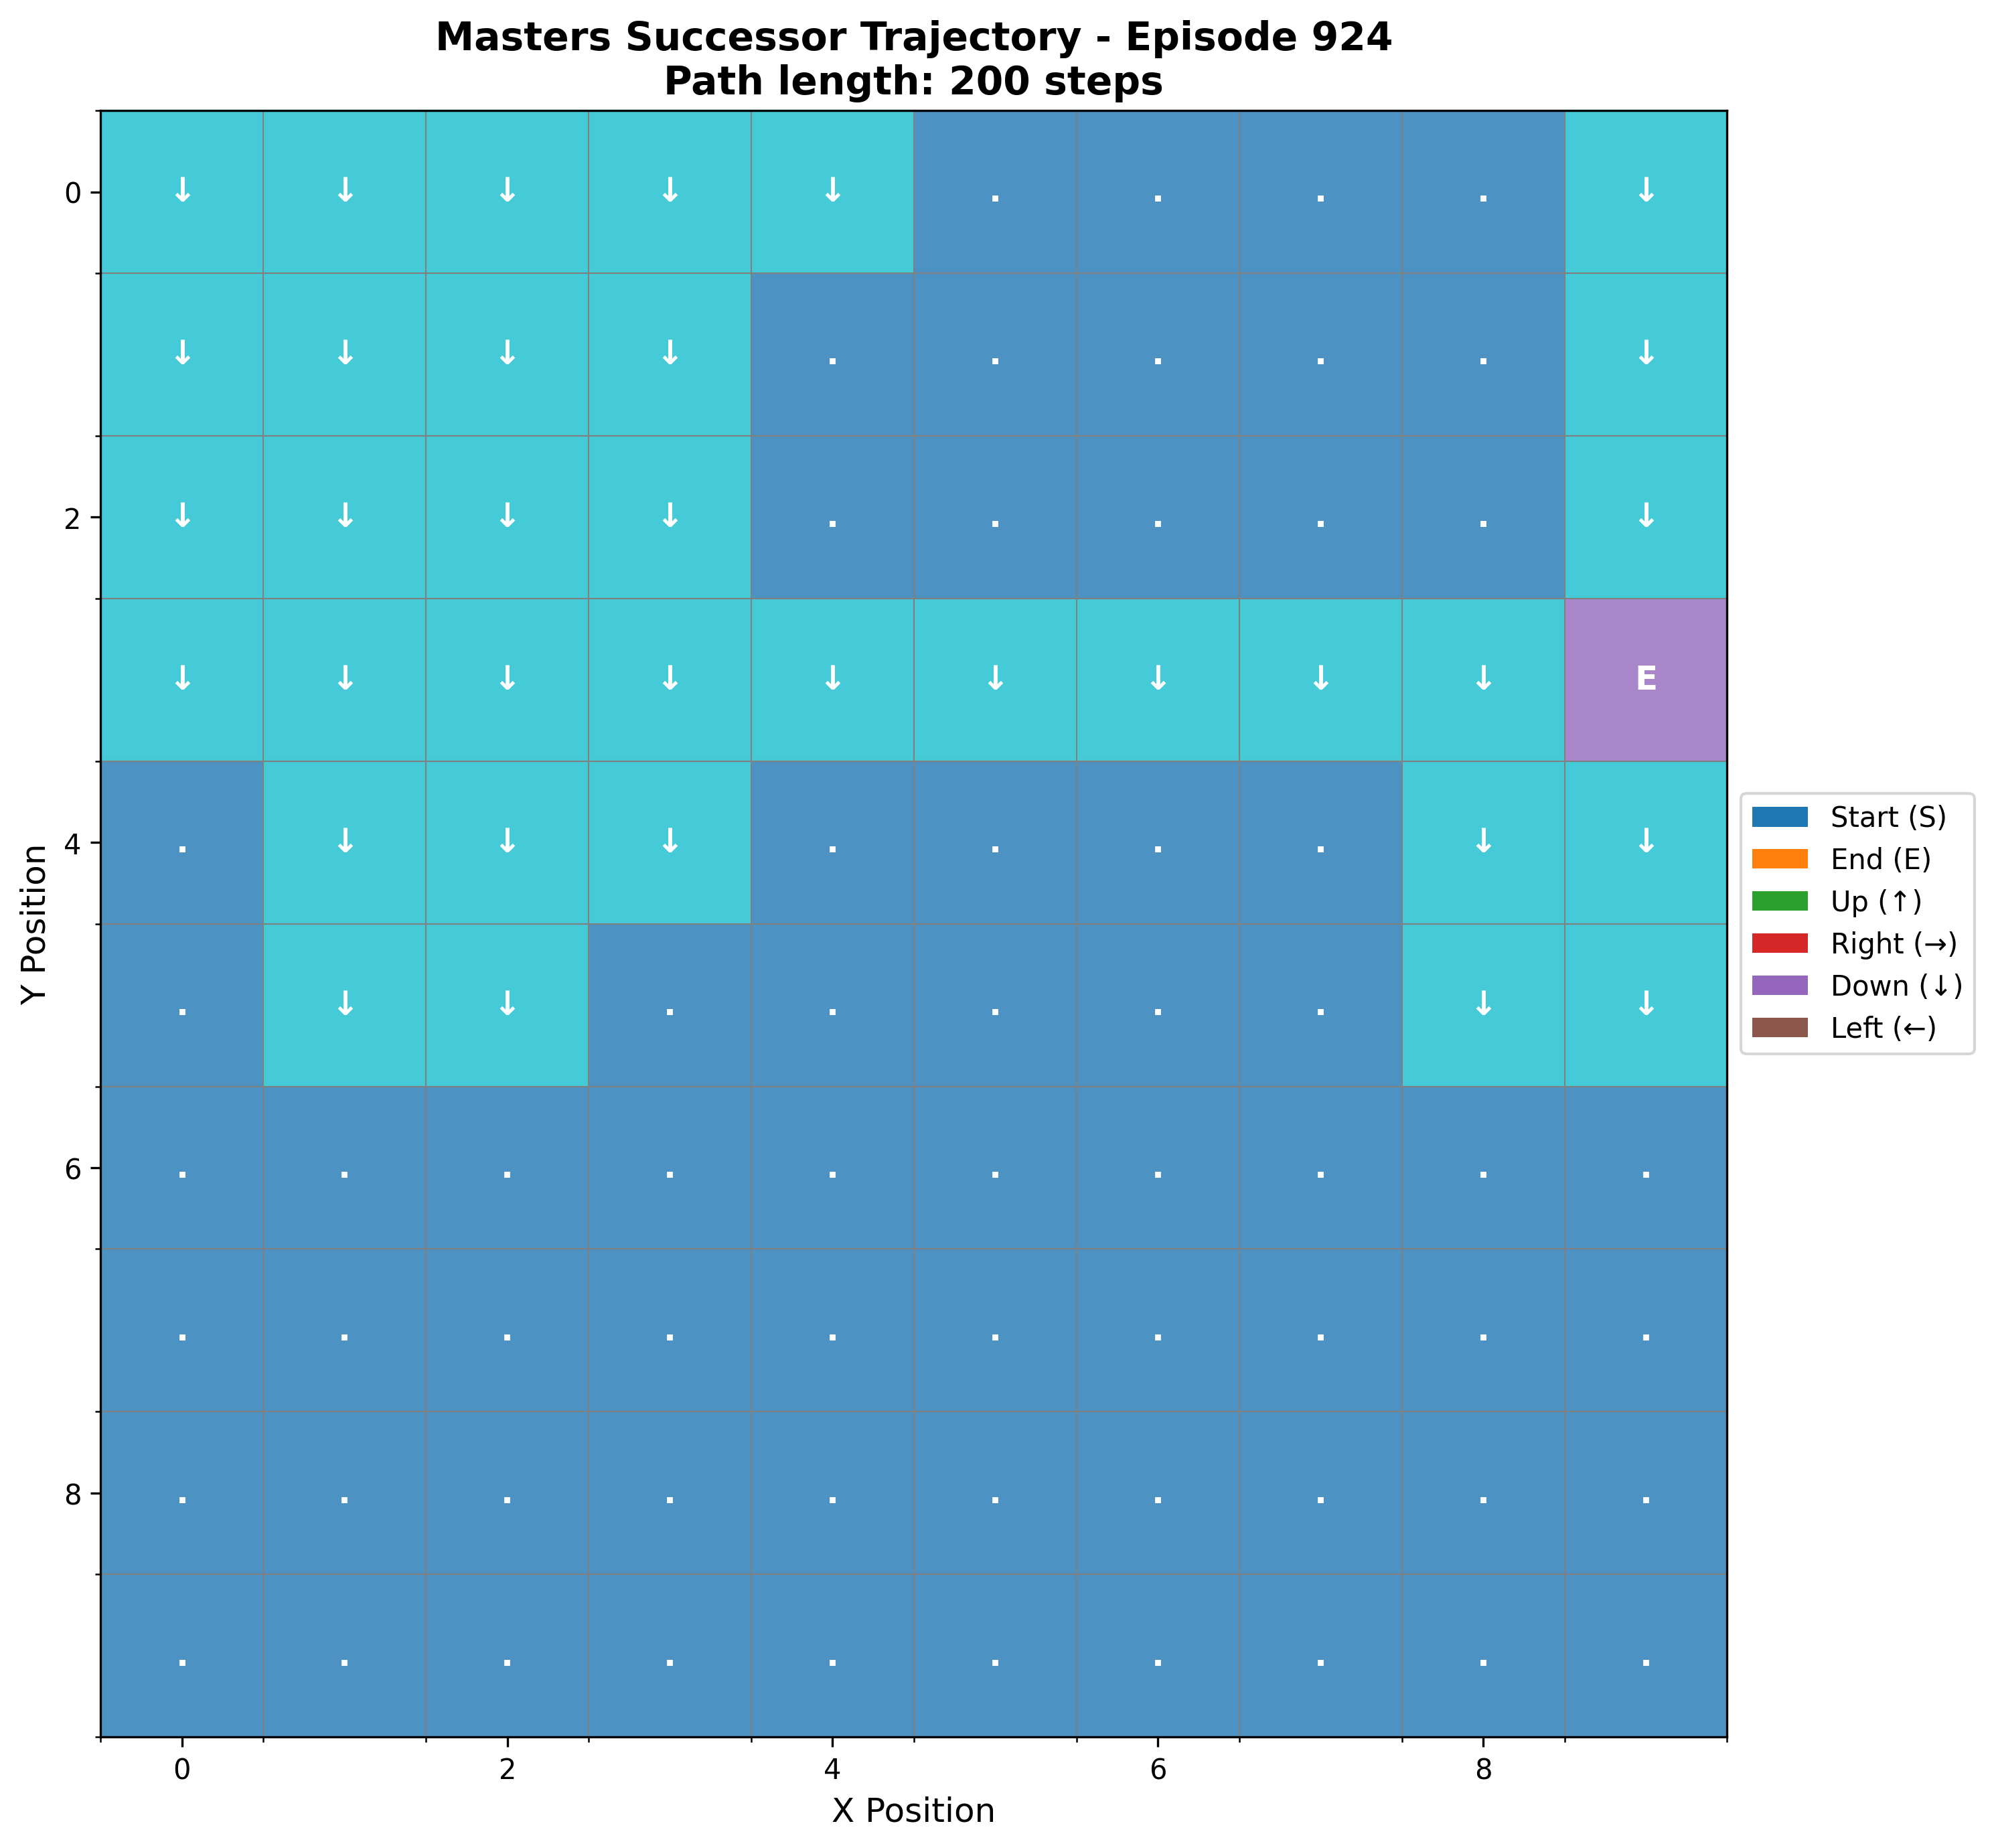 Masters Successor Trajectory - Episode 924
Path length: 200 steps
0 ↓ ↓ ↓ ↓ ↓ . . . . ↓
↓ ↓ ↓ ↓ . . . . . ↓
2 ↓ ↓ ↓ ↓ . . . . . ↓
↓ ↓ ↓ ↓ ↓ ↓ ↓ ↓ ↓ E
4 . ↓ ↓ ↓ . . . . ↓ ↓
. ↓ ↓ . . . . . ↓ ↓
6 . . . . . . . . . .
. . . . . . . . . .
8 . . . . . . . . . .
. . . . . . . . . .
0 2 4 6 8
X Position
Y Position
Start (S)
End (E)
Up (↑)
Right (→)
Down (↓)
Left (←)